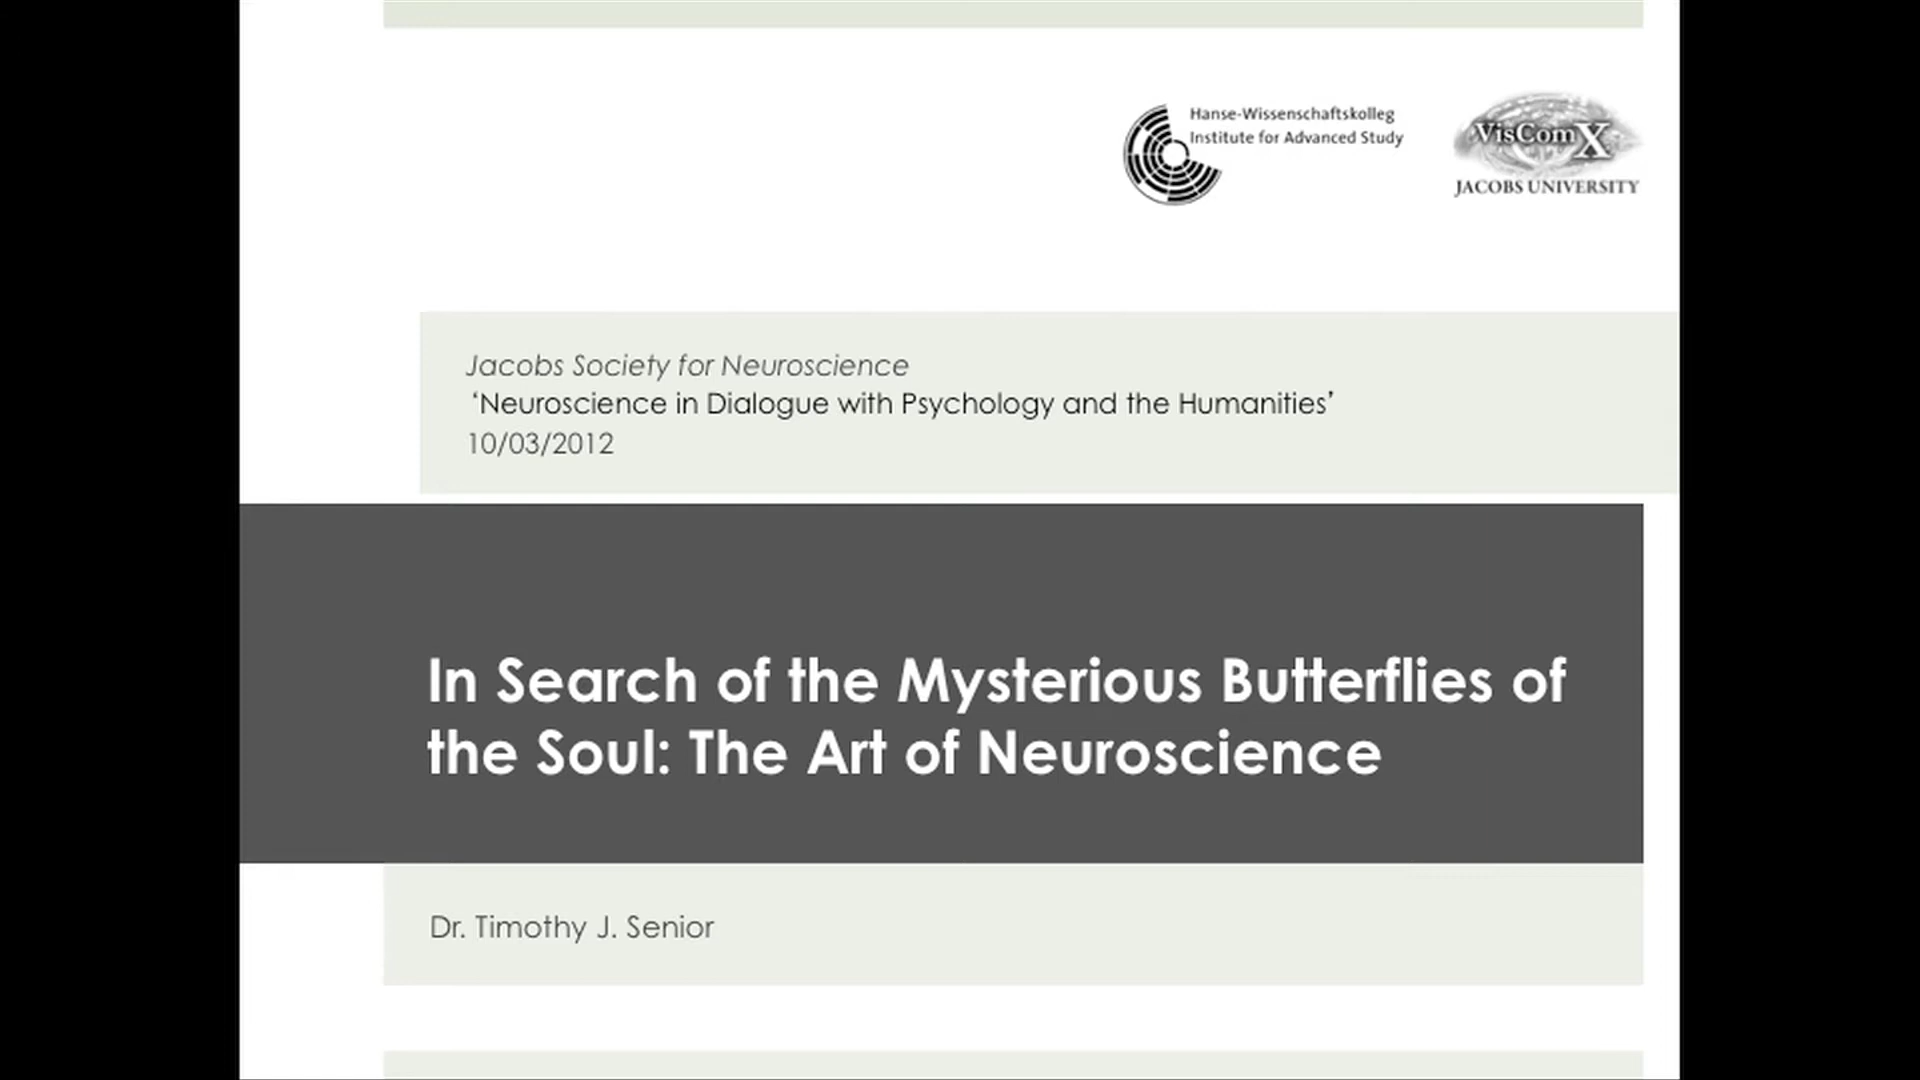 Hanse-Wissenschaftskolleg
Institute for Advanced Study
VisComX
JACOBS UNIVERSITY
Jacobs Society for Neuroscience
‘Neuroscience in Dialogue with Psychology and the Humanities’
10/03/2012
In Search of the Mysterious Butterflies of
the Soul: The Art of Neuroscience
Dr. Timothy J. Senior